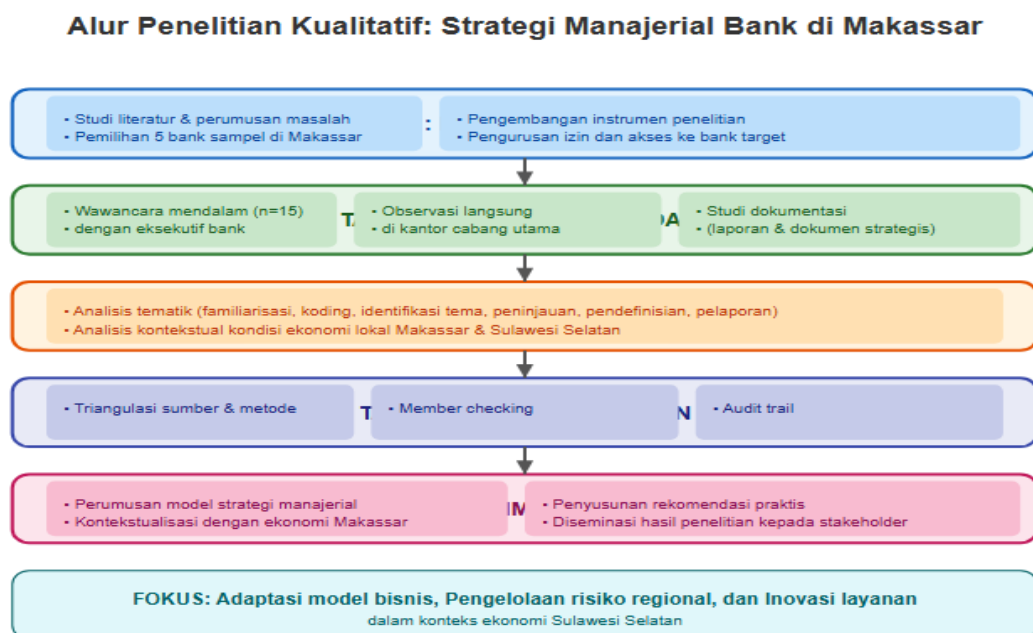 Alur Penelitian Kualitatif: Strategi Manajerial Bank di Makassar
- Studi literatur & perumusan masalah
- Pemilihan 5 bank sampel di Makassar
:
- Pengembangan instrumen penelitian
- Pengurusan izin dan akses ke bank target
- Wawancara mendalam (n=15)
- dengan eksekutif bank
- Observasi langsung
- di kantor cabang utama
- Studi dokumentasi
- (laporan & dokumen strategis)
- Analisis tematik (familiarisasi, koding, identifikasi tema, peninjauan, pendefinisian, pelaporan)
- Analisis kontekstual kondisi ekonomi lokal Makassar & Sulawesi Selatan
- Triangulasi sumber & metode
- Member checking
- Audit trail
- Perumusan model strategi manajerial
- Kontekstualisasi dengan ekonomi Makassar
- Penyusunan rekomendasi praktis
- Diseminasi hasil penelitian kepada stakeholder
FOKUS: Adaptasi model bisnis, Pengelolaan risiko regional, dan Inovasi layanan
dalam konteks ekonomi Sulawesi Selatan